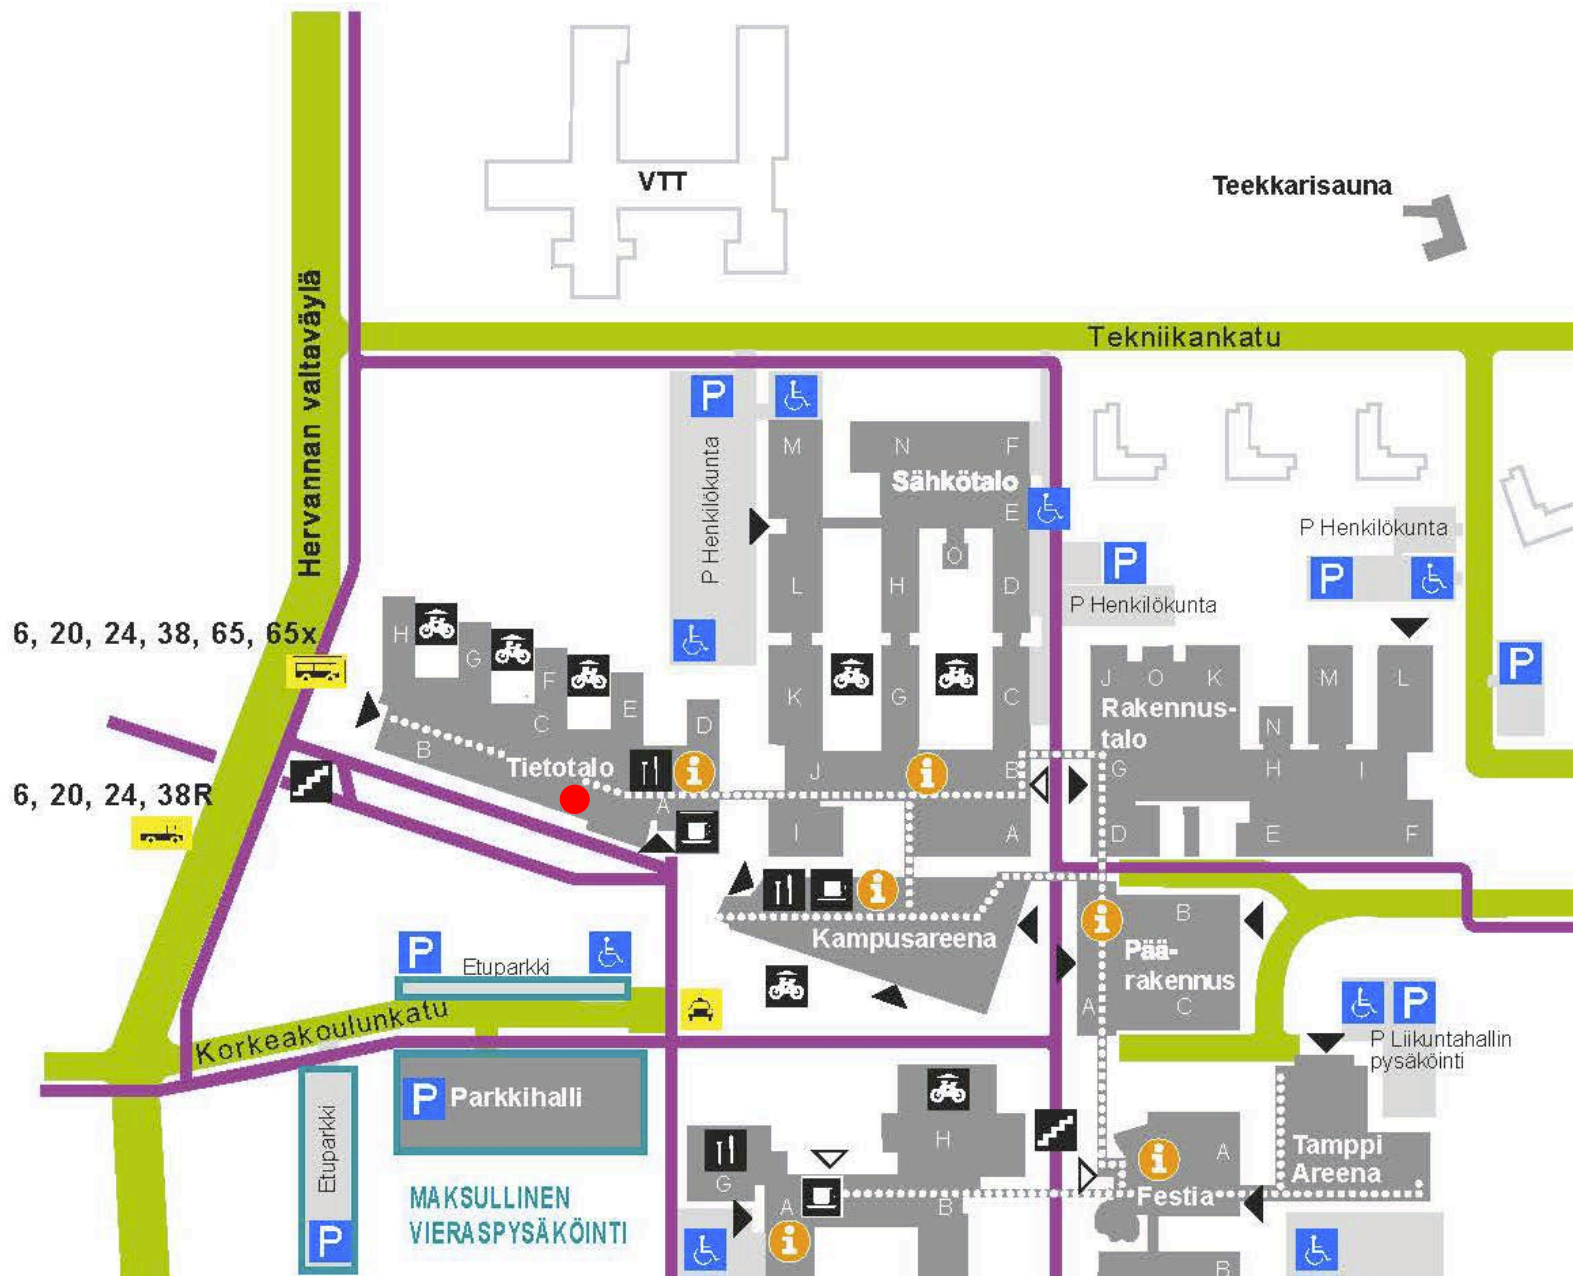 VTT
Teekkarisauna
Hervannan valtaväylä
Tekniikankatu
P
P Henkilökunta
M
N
F
Sähkötalo
E
O
L
H
D
P
P Henkilökunta
P Henkilökunta
P
P
K
G
C
J
O
K
M
L
Rakennus-
talo
N
G
H
I
D
E
F
6, 20, 24, 38, 65, 65x
6, 20, 24, 38R
H
G
F
E
D
C
B
Tietotalo
i
A
J
i
B
I
A
i
Kampusareena
i
B
Pää-
rakennus
A
C
P
Etuparkki
Korkeakoulunkatu
P
Parkkihalli
Etuparkki
P
MAKSULLINEN
VIERASPYSÄKÖINTI
P
P Liikuntahallin
pysäköinti
H
G
A
B
i
i
A
Festia
Tamppi
Areena
B